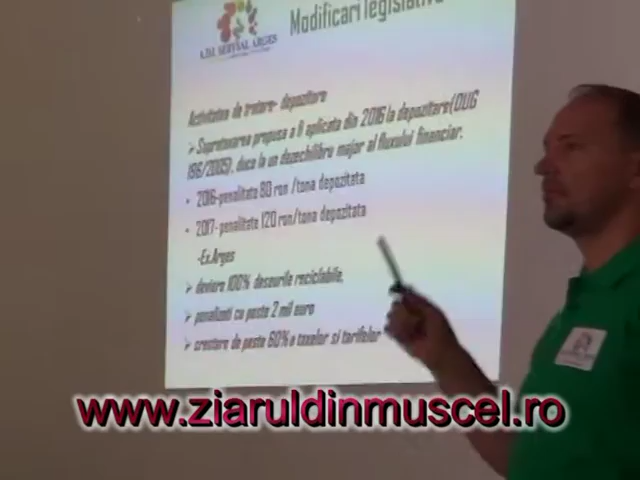 A.D.I. SERVSAL ARGES
Modificari legislative
Activitatea de tratare- depozitare
➢ Suprataxarea propusa a fi aplicata din 2016 la depozitare(OUG
196/2005), duce la un dezechilibru major al fluxului financiar.
• 2016-penalitate 80 ron /tona depozitata
• 2017- penalitate 120 ron/tona depozitata
-Ex.Arges
➢ deviere 100% deseurile reciclabile,
➢ penalizati cu peste 2 mil euro
➢ crestere de peste 60% a taxelor si tarifelor
www.ziaruldinmuscel.ro